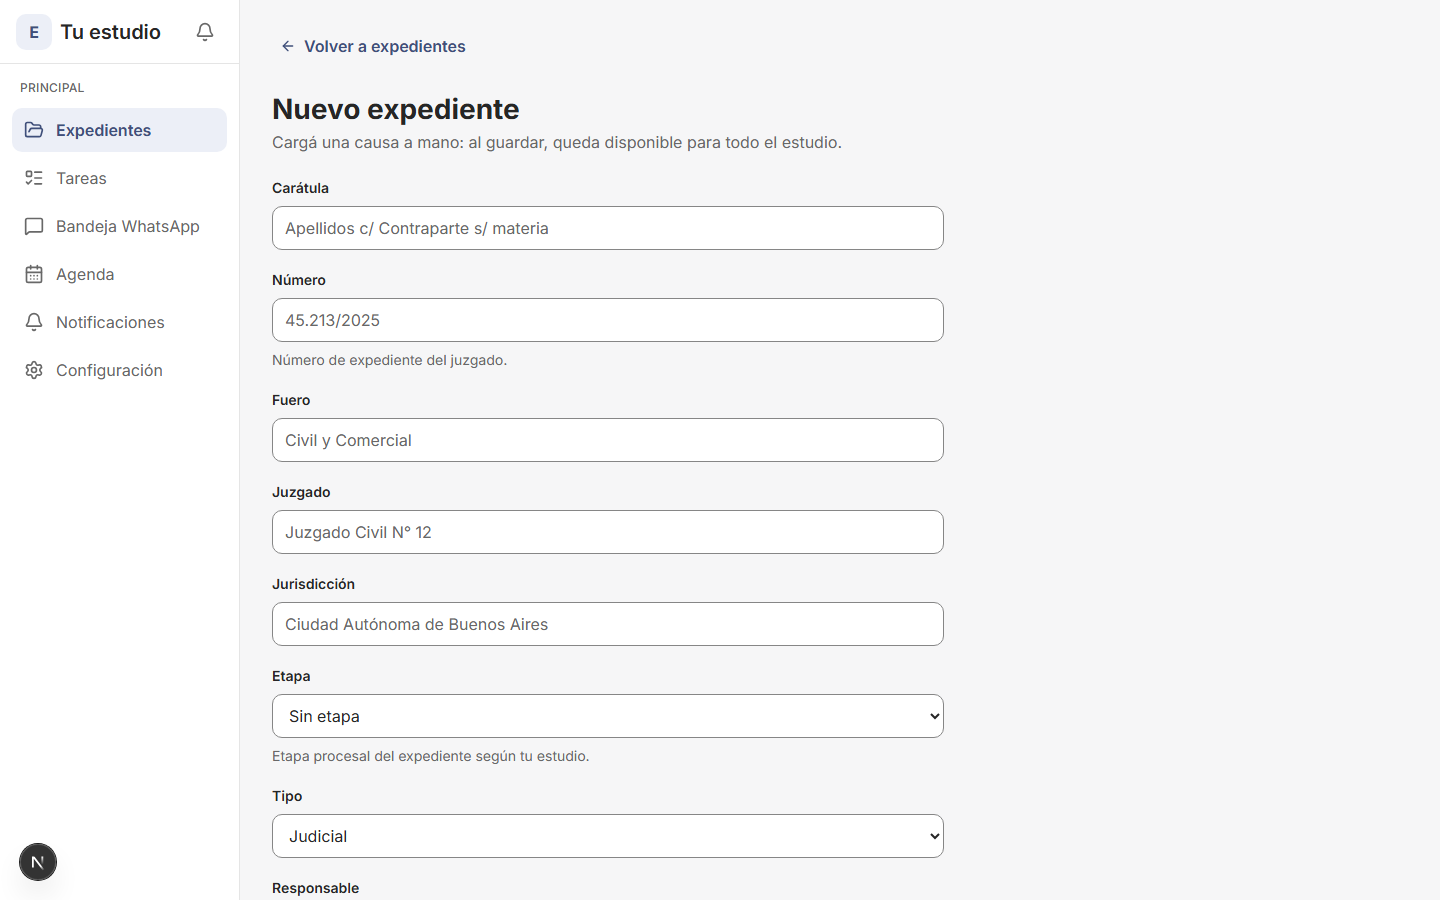 E
Tu estudio
PRINCIPAL
Expedientes
Tareas
Bandeja WhatsApp
Agenda
Notificaciones
Configuración
N
← Volver a expedientes
Nuevo expediente
Cargá una causa a mano: al guardar, queda disponible para todo el estudio.
Carátula
Apellidos c/ Contraparte s/ materia
Número
45.213/2025
Número de expediente del juzgado.
Fuero
Civil y Comercial
Juzgado
Juzgado Civil N° 12
Jurisdicción
Ciudad Autónoma de Buenos Aires
Etapa
Sin etapa
Etapa procesal del expediente según tu estudio.
Tipo
Judicial
Responsable